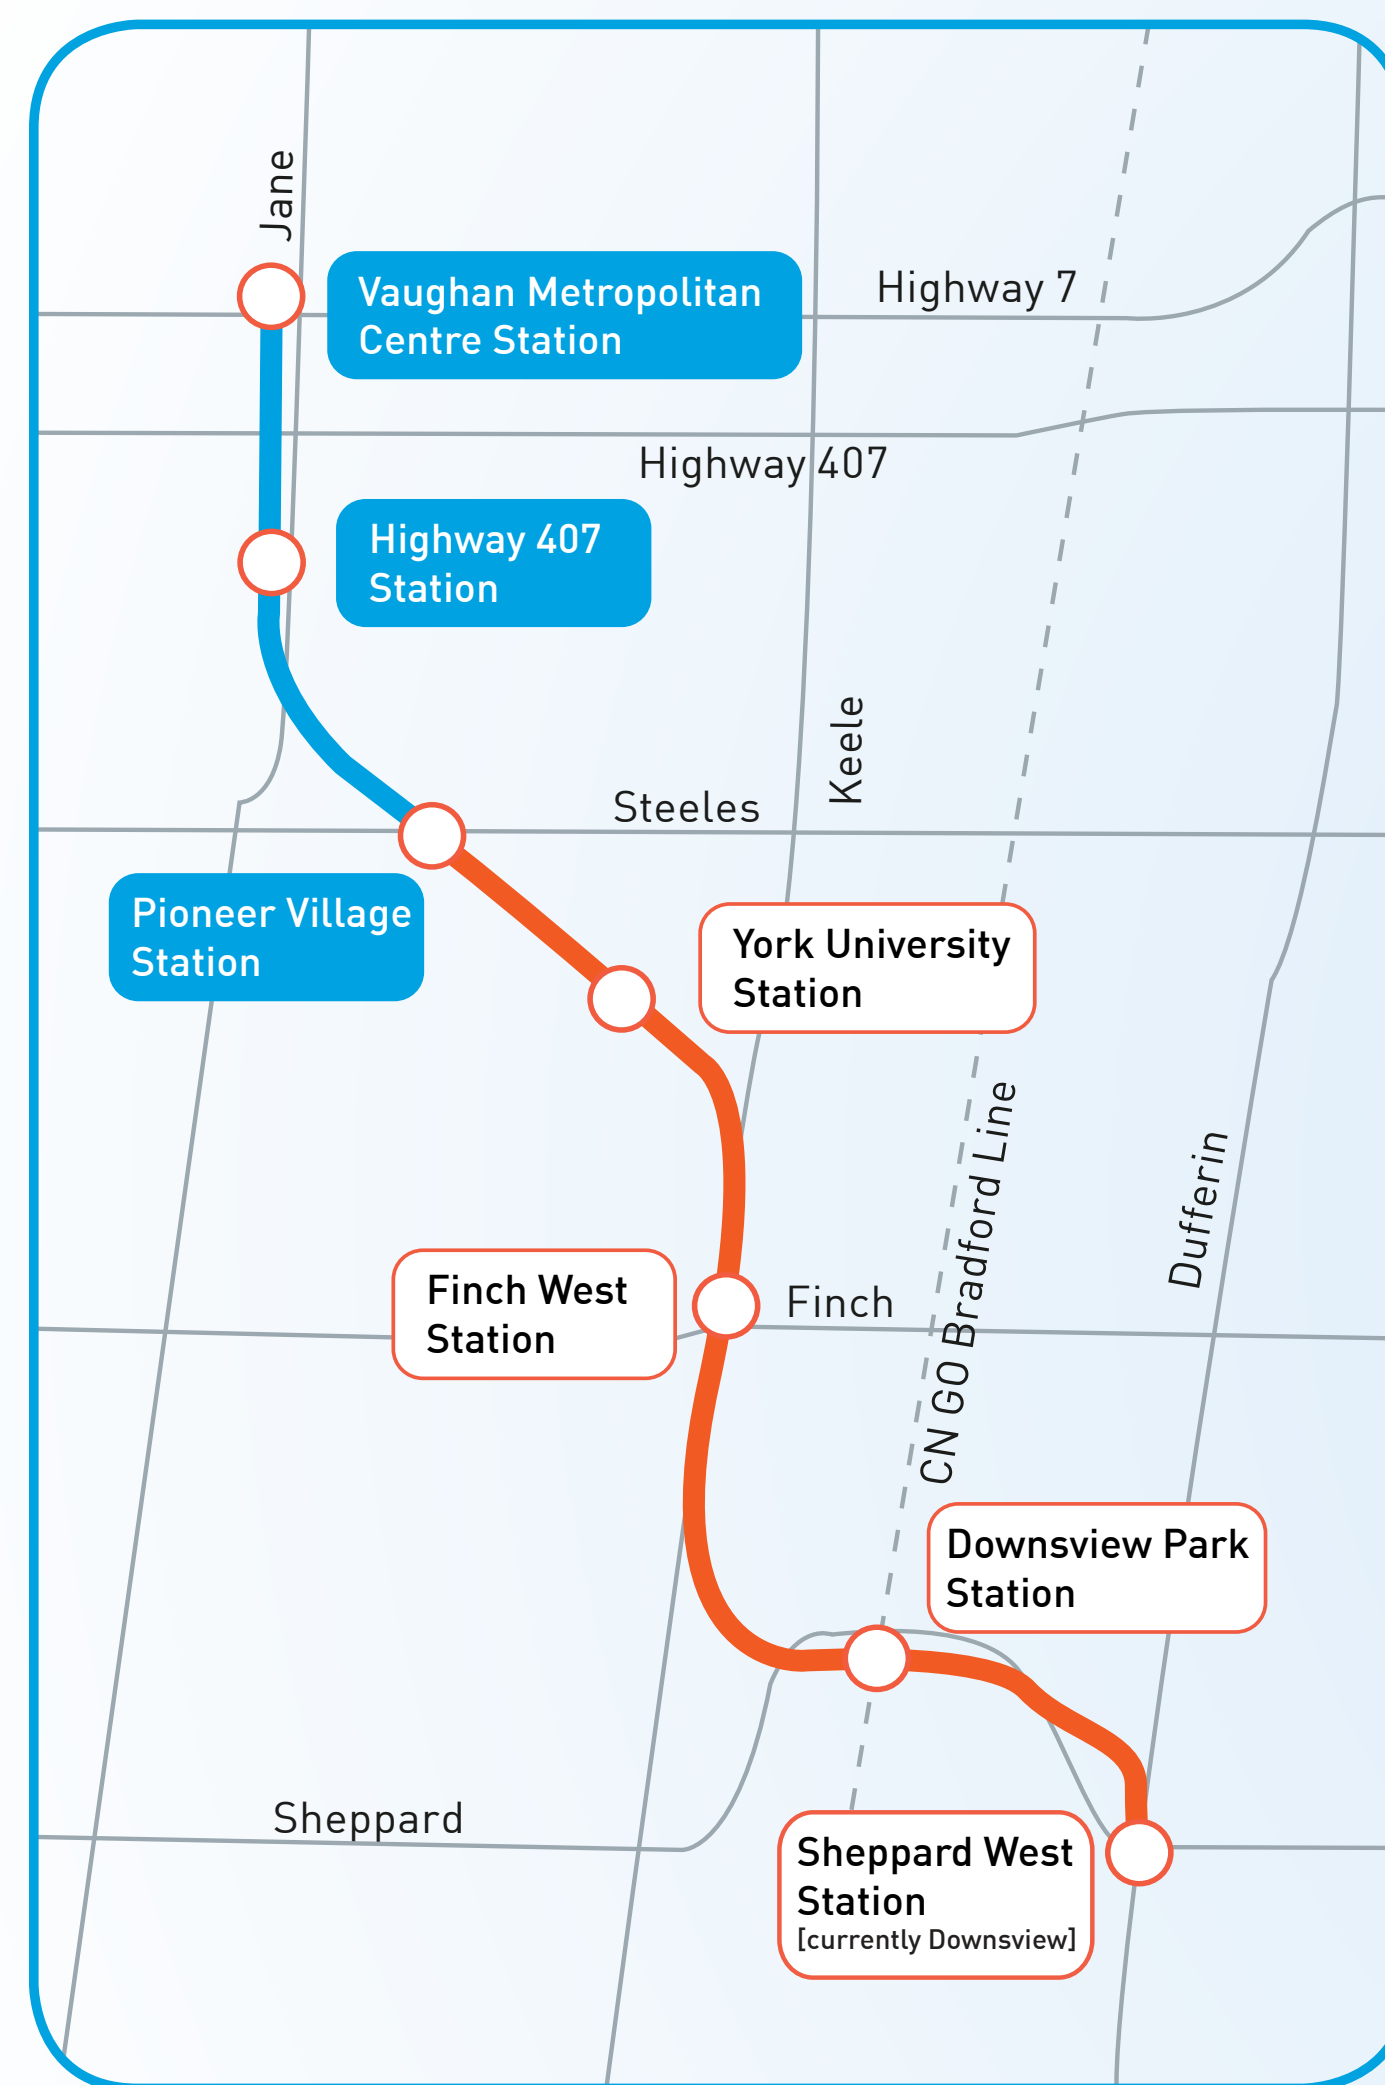 Jane
Vaughan Metropolitan
Centre Station
Highway 7
Highway 407
Highway 407
Station
Keele
Steeles
Pioneer Village
Station
York University
Station
CN GO Bradford Line
Dufferin
Finch West
Station
Finch
Downsview Park
Station
Sheppard
Sheppard West
Station
[currently Downsview]